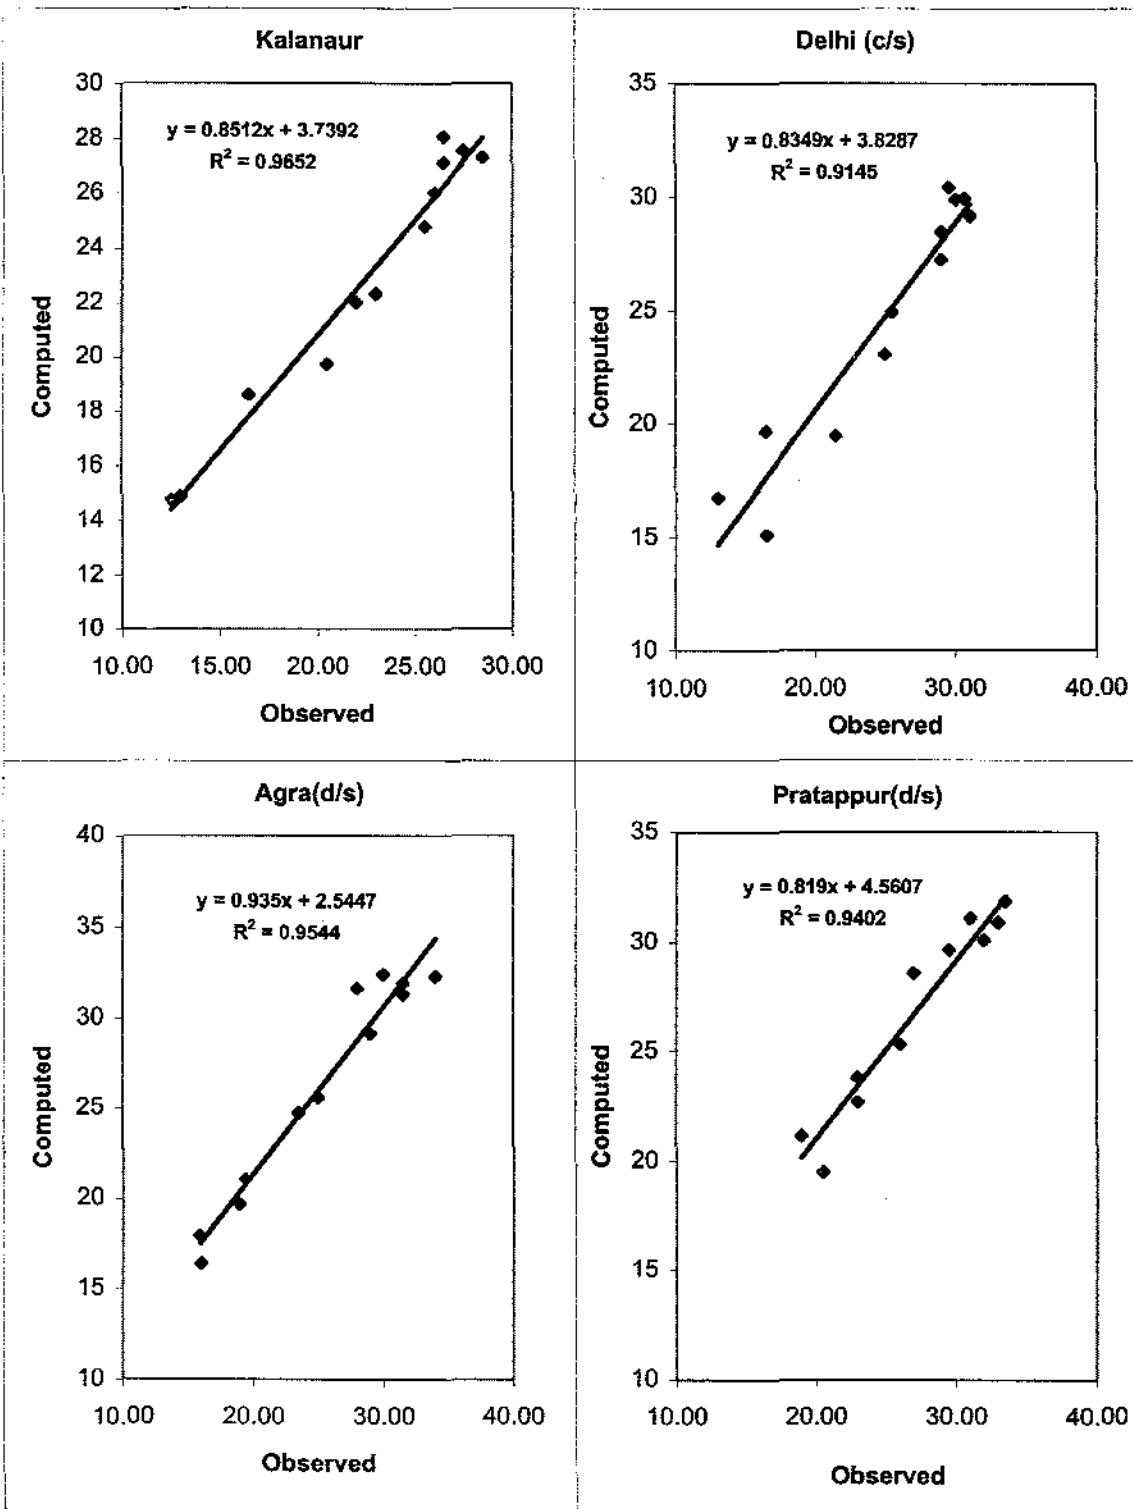 Kalanaur
30
28
26
24
22
20
18
16
14
12
10
y = 0.8512x + 3.7392
R² = 0.9652
Computed
10.00 15.00 20.00 25.00 30.00
Observed
Delhi (c/s)
35
30
25
20
15
10
y = 0.8349x + 3.8287
R² = 0.9145
Computed
10.00 20.00 30.00 40.00
Observed
Agra(d/s)
40
35
30
25
20
15
10
y = 0.935x + 2.5447
R² = 0.9544
Computed
10.00 20.00 30.00 40.00
Observed
Pratappur(d/s)
35
30
25
20
15
10
y = 0.819x + 4.5607
R² = 0.9402
Computed
10.00 20.00 30.00 40.00
Observed